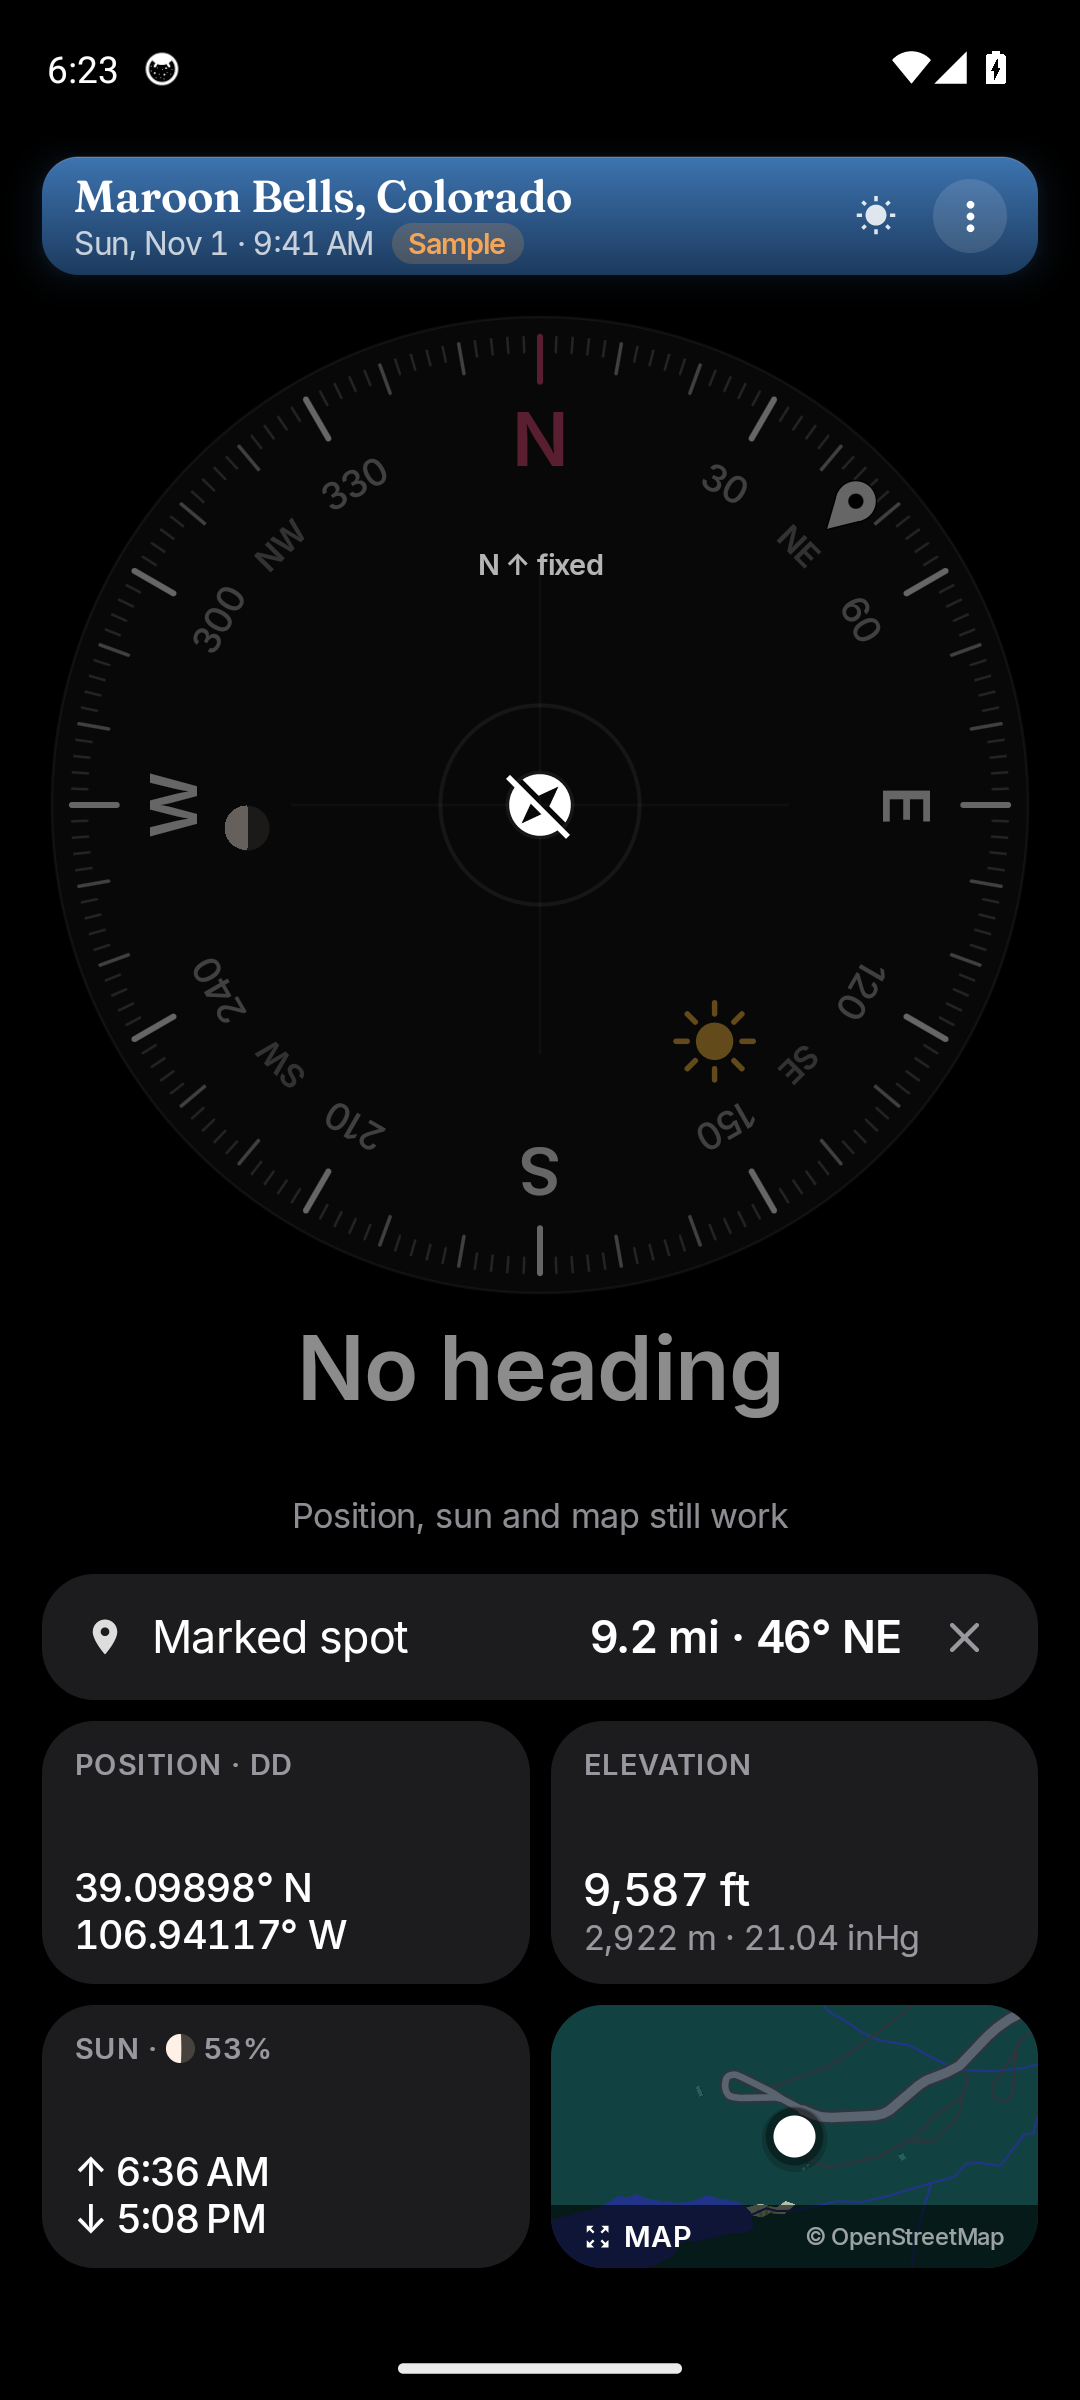 6:23
Maroon Bells, Colorado
Sun, Nov 1 · 9:41 AM Sample
N
330
30
NW
NE
N ↑ fixed
300
60
W
E
240
120
SW
SE
210
150
S
No heading
Position, sun and map still work
Marked spot 9.2 mi · 46° NE
POSITION · DD
39.09898° N
106.94117° W
ELEVATION
9,587 ft
2,922 m · 21.04 inHg
SUN · 53%
↑ 6:36 AM
↓ 5:08 PM
MAP © OpenStreetMap